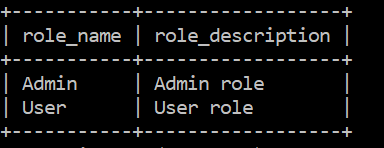 +-----------+------------------+
| role_name | role_description |
+-----------+------------------+
| Admin     | Admin role       |
| User      | User role        |
+-----------+------------------+